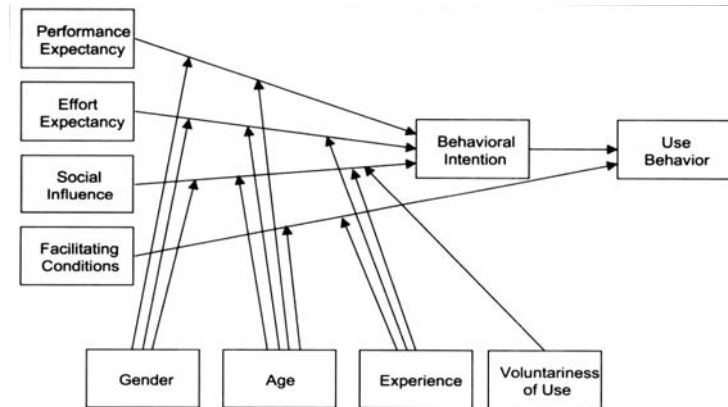 Performance
Expectancy
Effort
Expectancy
Social
Influence
Facilitating
Conditions
Behavioral
Intention
Use
Behavior
Gender
Age
Experience
Voluntariness
of Use